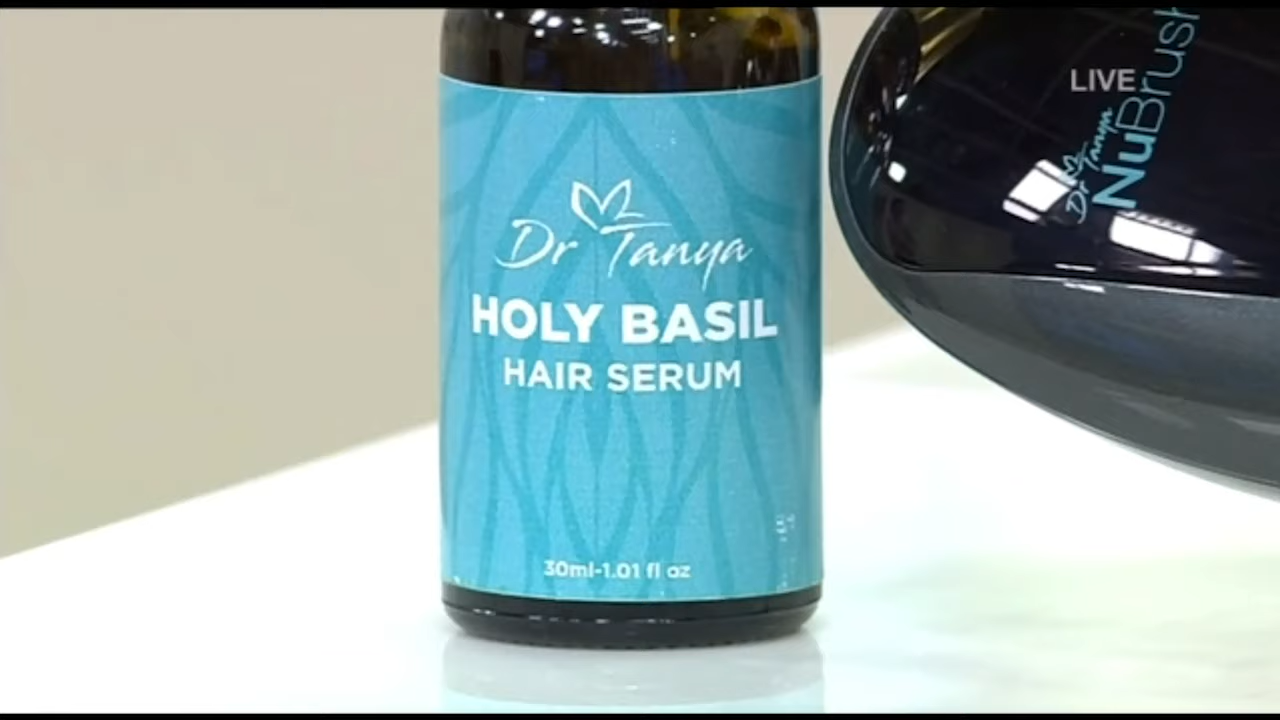 Dr Tanya
HOLY BASIL
HAIR SERUM
30ml-1.01 fl oz
LIVE
Dr Tanya
NuBrush